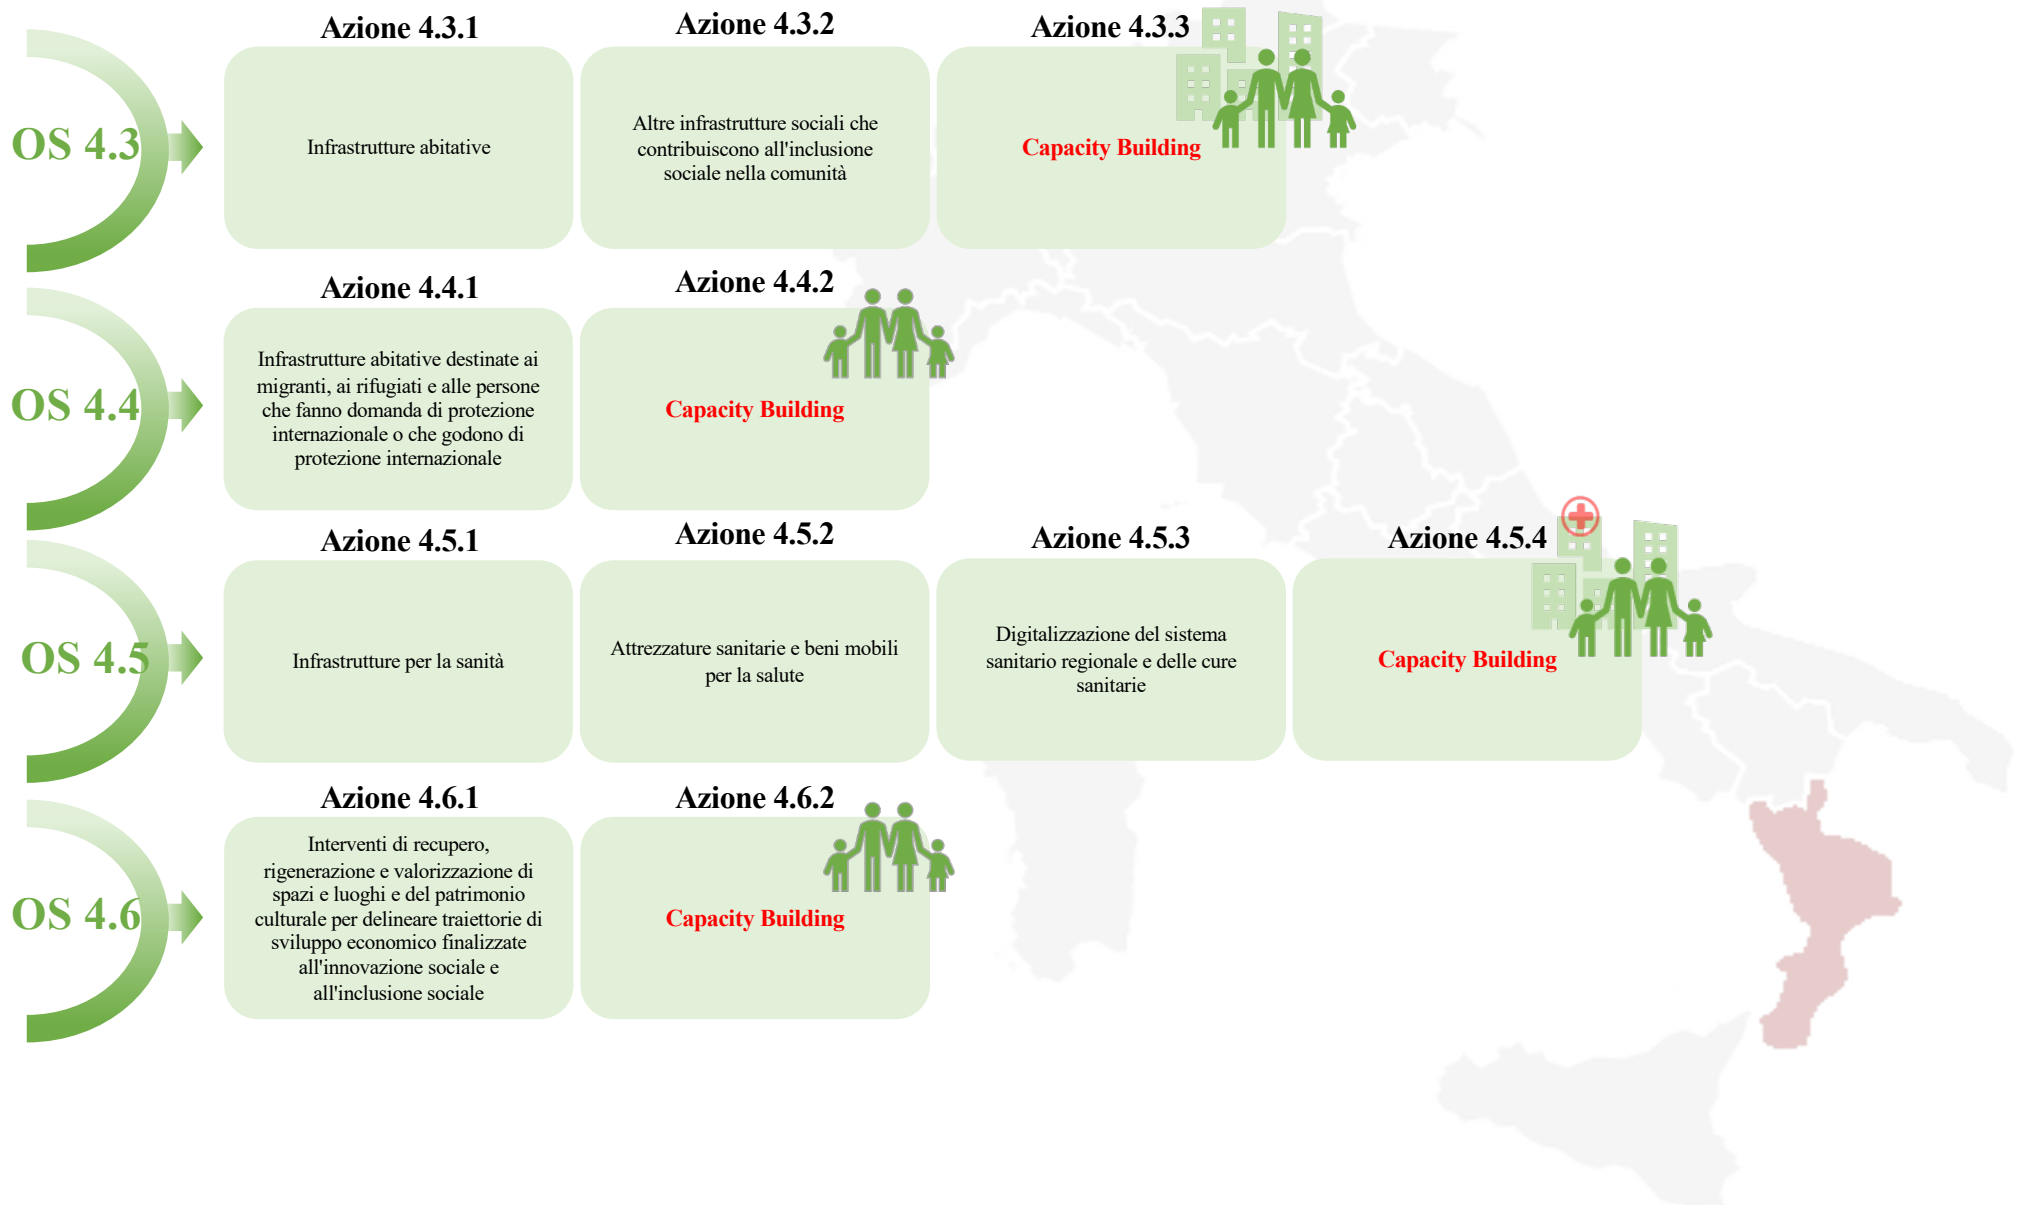 OS 4.3
Azione 4.3.1
Infrastrutture abitative
Azione 4.3.2
Altre infrastrutture sociali che
contribuiscono all'inclusione
sociale nella comunità
Azione 4.3.3
Capacity Building
OS 4.4
Azione 4.4.1
Infrastrutture abitative destinate ai
migranti, ai rifugiati e alle persone
che fanno domanda di protezione
internazionale o che godono di
protezione internazionale
Azione 4.4.2
Capacity Building
OS 4.5
Azione 4.5.1
Infrastrutture per la sanità
Azione 4.5.2
Attrezzature sanitarie e beni mobili
per la salute
Azione 4.5.3
Digitalizzazione del sistema
sanitario regionale e delle cure
sanitarie
Azione 4.5.4
Capacity Building
OS 4.6
Azione 4.6.1
Interventi di recupero,
rigenerazione e valorizzazione di
spazi e luoghi e del patrimonio
culturale per delineare traiettorie di
sviluppo economico finalizzate
all'innovazione sociale e
all'inclusione sociale
Azione 4.6.2
Capacity Building